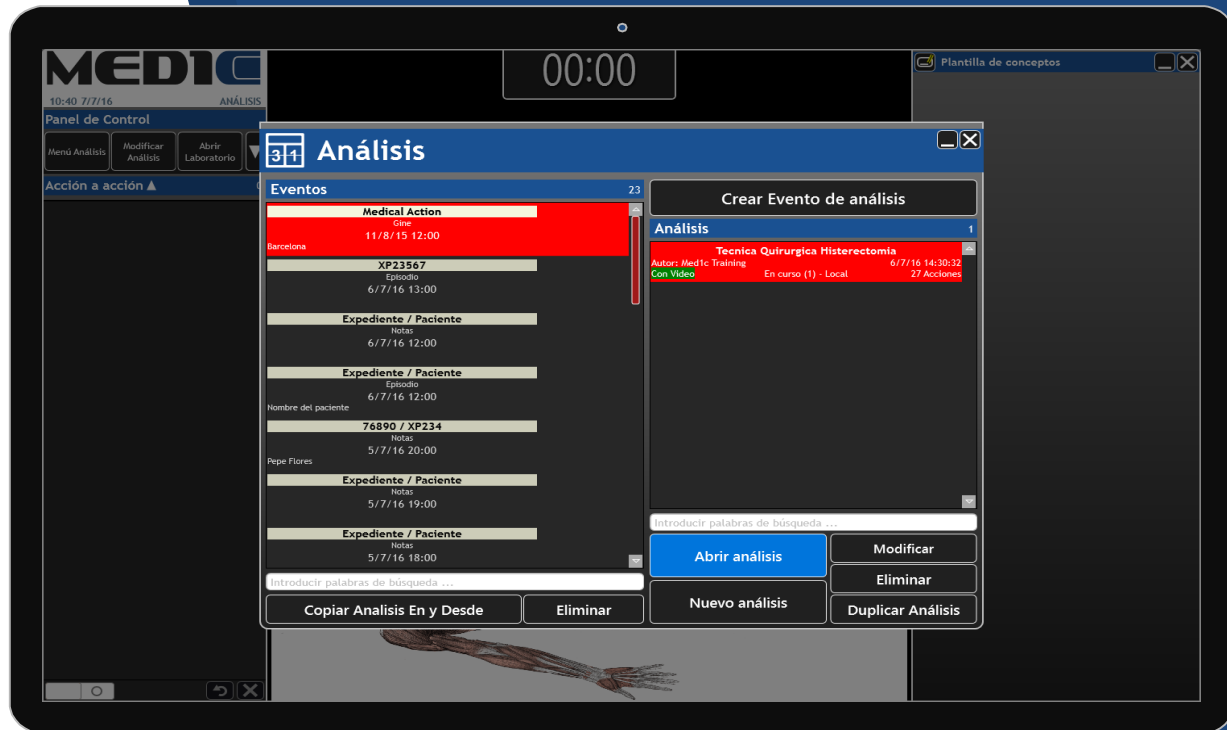 MED1C
10:40 7/7/16 ANÁLISIS
Panel de Control
Menú Análisis
Modificar
Análisis
Abrir
Laboratorio
Acción a acción ▲
00:00
Plantilla de conceptos
31 Análisis
Eventos 23
Medical Action
Gine
11/8/15 12:00
Barcelona
XP23567
Episodio
6/7/16 13:00
Expediente / Paciente
Notas
6/7/16 12:00
Expediente / Paciente
Episodio
6/7/16 12:00
Nombre del paciente
76890 / XP234
Notas
5/7/16 20:00
Pepe Flores
Expediente / Paciente
Notas
5/7/16 19:00
Expediente / Paciente
Notas
5/7/16 18:00
Introducir palabras de búsqueda ...
Copiar Analisis En y Desde
Eliminar
Crear Evento de análisis
Análisis 1
Tecnica Quirurgica Histerectomia
Autor: Med1c Training 6/7/16 14:30:32
Con Video En curso (1) - Local 27 Acciones
Introducir palabras de búsqueda ...
Abrir análisis
Modificar
Eliminar
Nuevo análisis
Duplicar Análisis